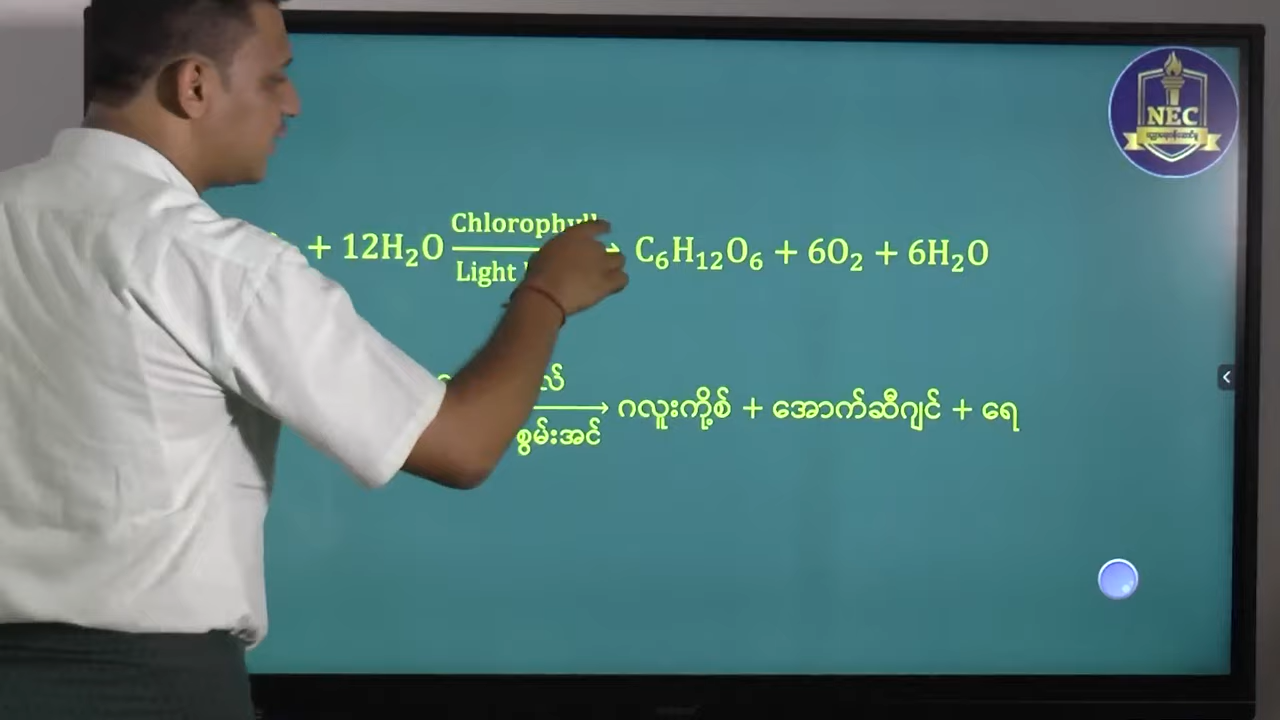 NEC
Chlorophyll
+ 12H₂O → C₆H₁₂O₆ + 6O₂ + 6H₂O
Light
စွမ်းအင်
→ ဂလူးကို့စ် + အောက်ဆီဂျင် + ရေ